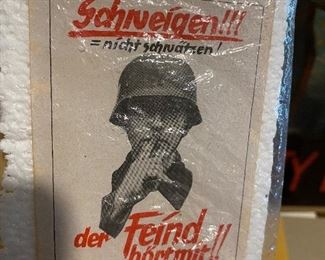 Schweigen!!!
= nicht schwätzen!
der Feind
hört mit!!